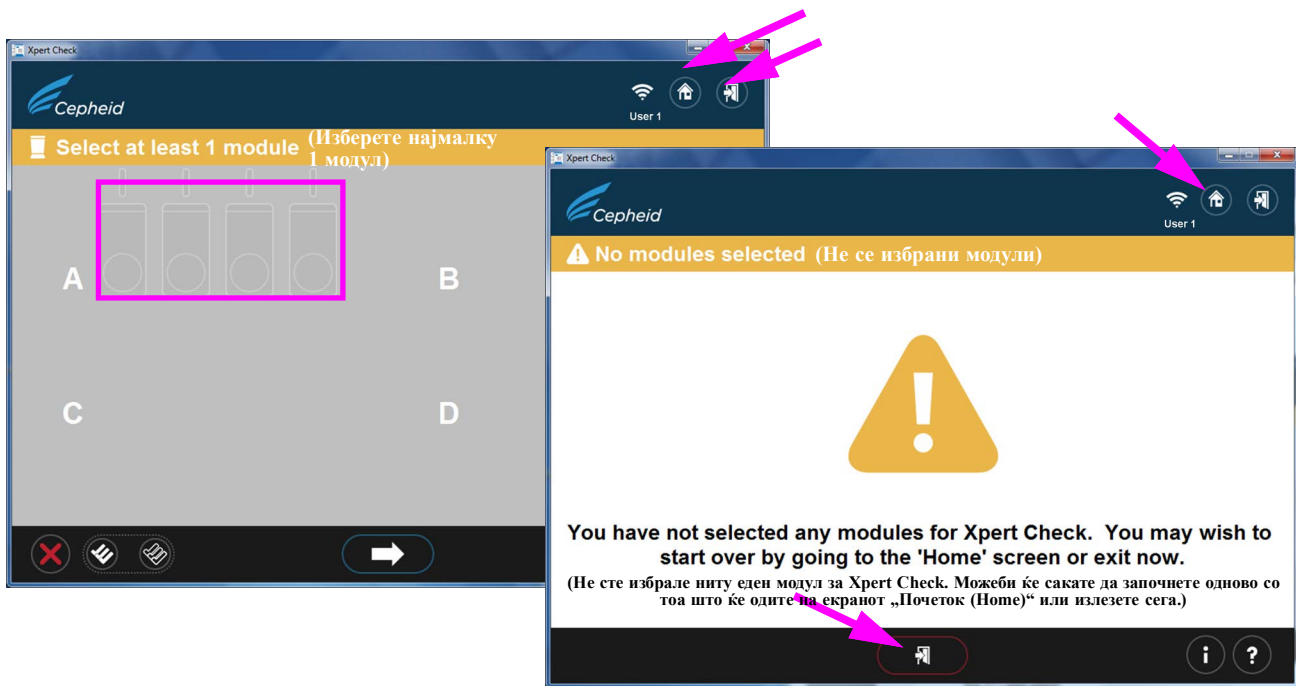 Xpert Check
Cepheid
User 1
Select at least 1 module (Изберете најмалку
1 модул)
A
B
C
D
Xpert Check
Cepheid
User 1
No modules selected (Не се избрани модули)
You have not selected any modules for Xpert Check. You may wish to
start over by going to the 'Home' screen or exit now.
(Не сте избрале ниту еден модул за Xpert Check. Можеби ќе сакате да започнете одново со
тоа што ќе одите на екранот „Почеток (Home)“ или излезете сега.)
i ?